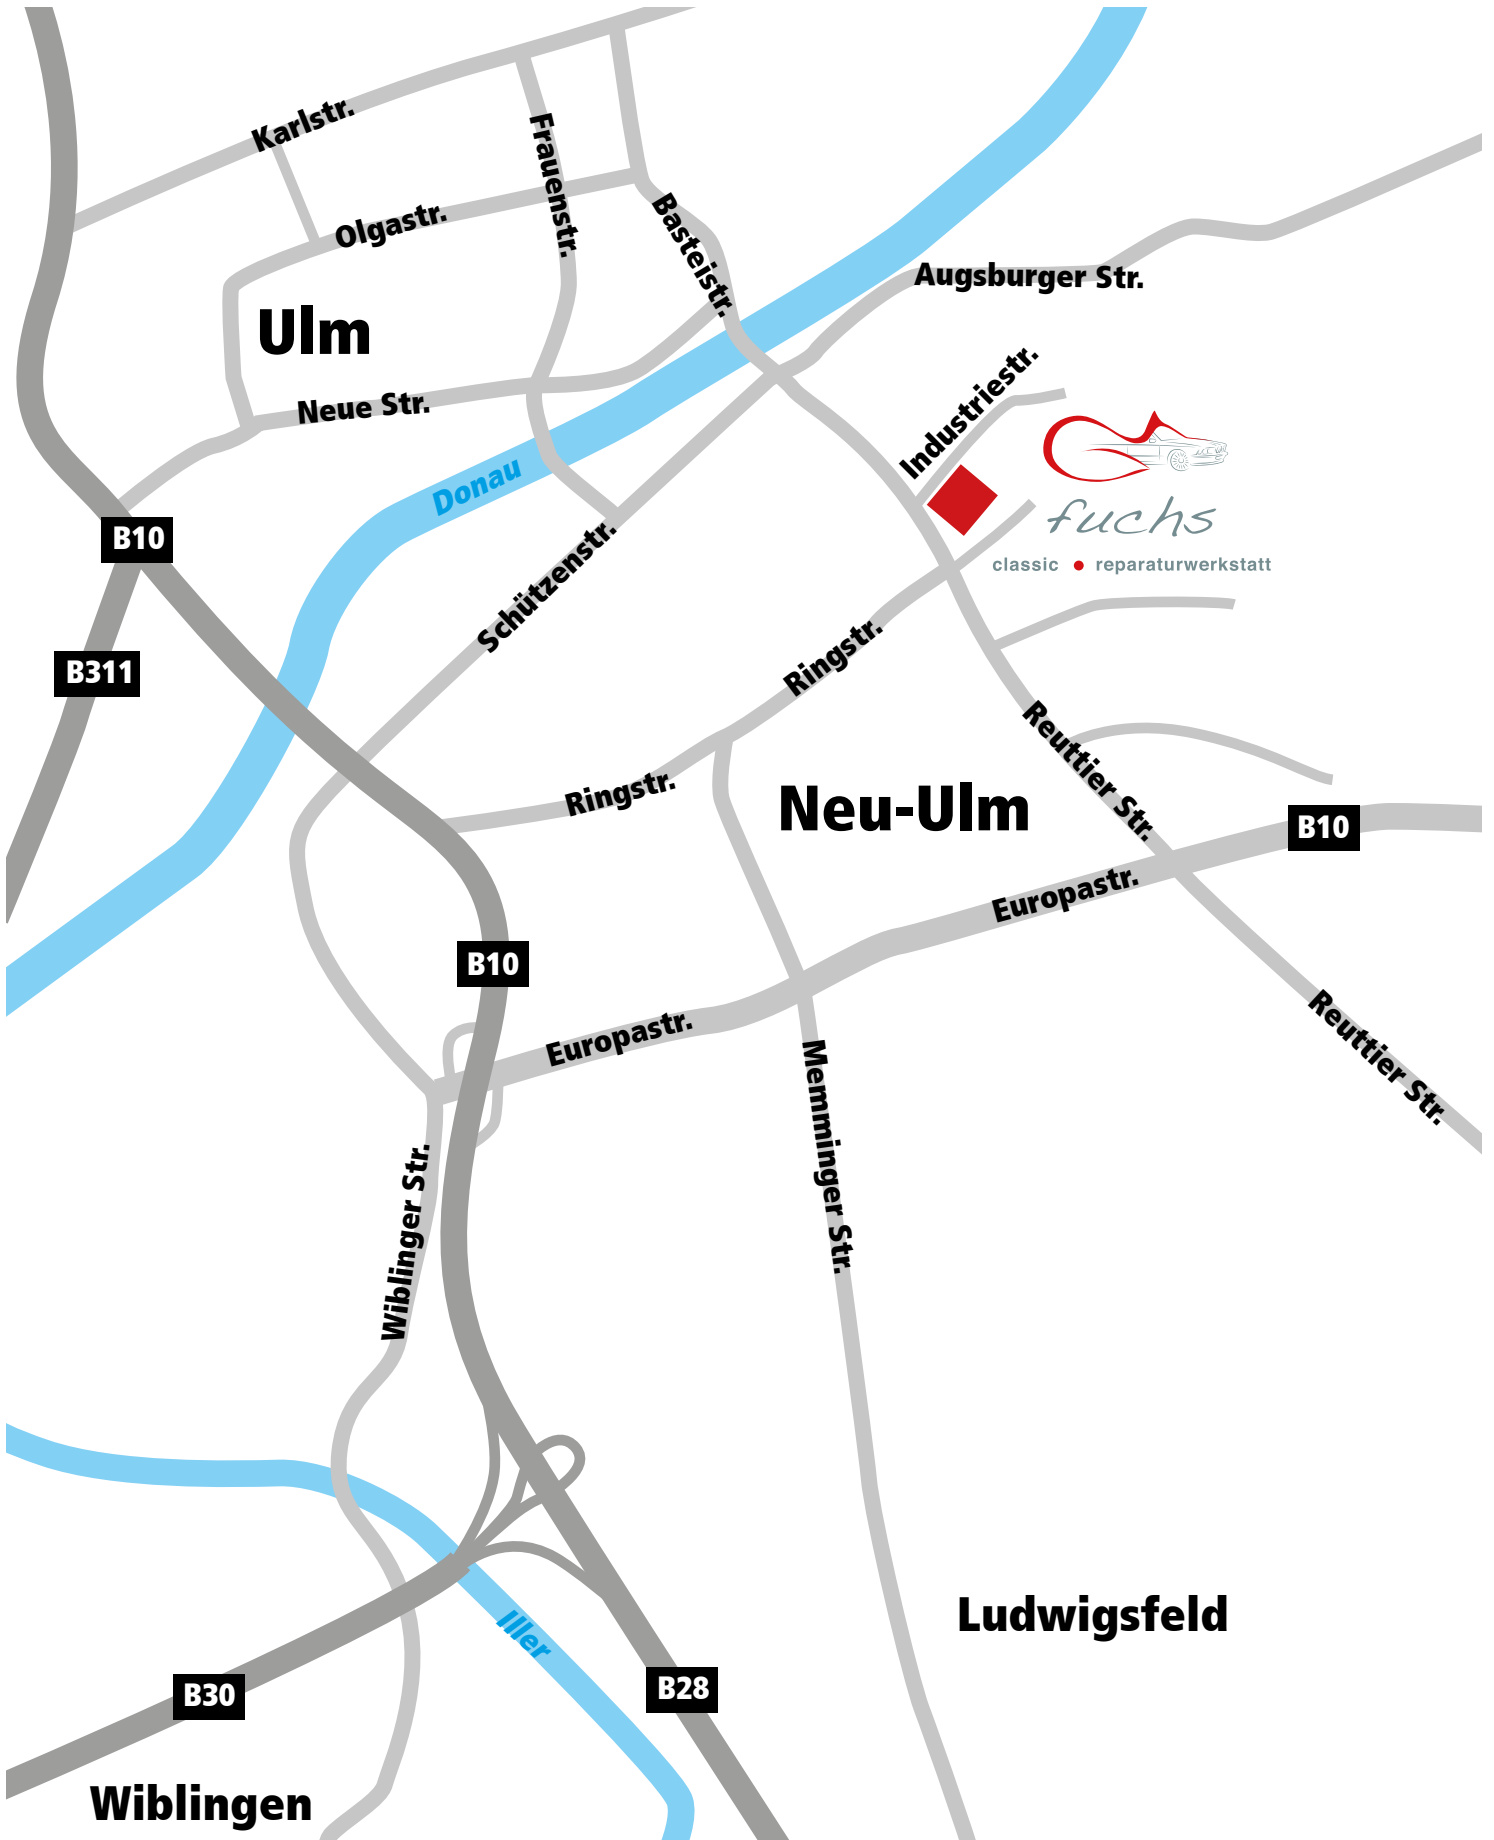 Karlstr.
Frauenstr.
Olgastr.
Basteistr.
Augsburger Str.
Ulm
Neue Str.
Industriestr.
Donau
fuchs
classic • reparaturwerkstatt
B10
Schützenstr.
B311
Ringstr.
Reuttier Str.
Ringstr.
Neu-Ulm
B10
Europastr.
B10
Europastr.
Reuttier Str.
Memminger Str.
Wiblinger Str.
Iller
Ludwigsfeld
B30
B28
Wiblingen